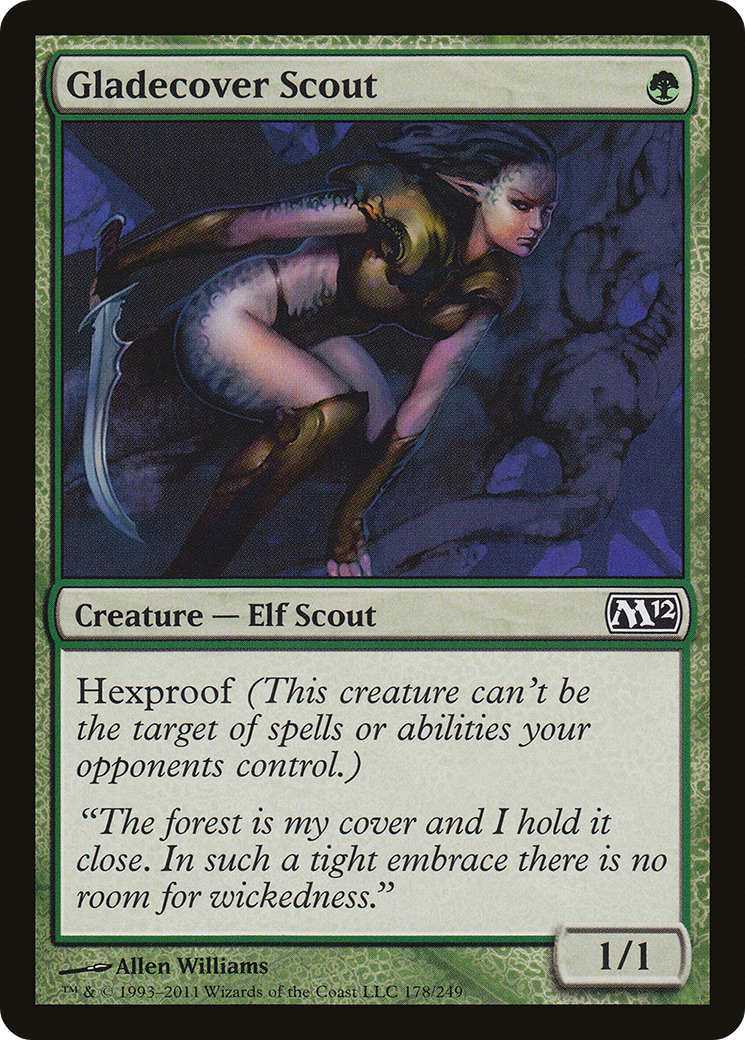 Gladecover Scout
Creature — Elf Scout
M12
Hexproof (This creature can't be
the target of spells or abilities your
opponents control.)
“The forest is my cover and I hold it
close. In such a tight embrace there is no
room for wickedness.”
1/1
Allen Williams
™ & © 1993–2011 Wizards of the Coast LLC 178/249